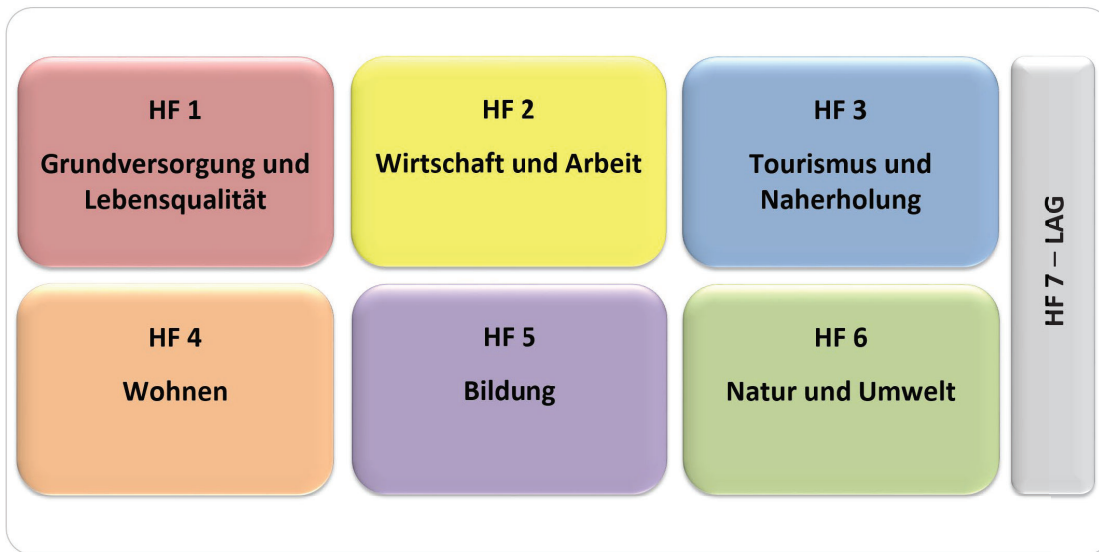 HF 1
Grundversorgung und
Lebensqualität
HF 2
Wirtschaft und Arbeit
HF 3
Tourismus und
Naherholung
HF 4
Wohnen
HF 5
Bildung
HF 6
Natur und Umwelt
HF 7 – LAG